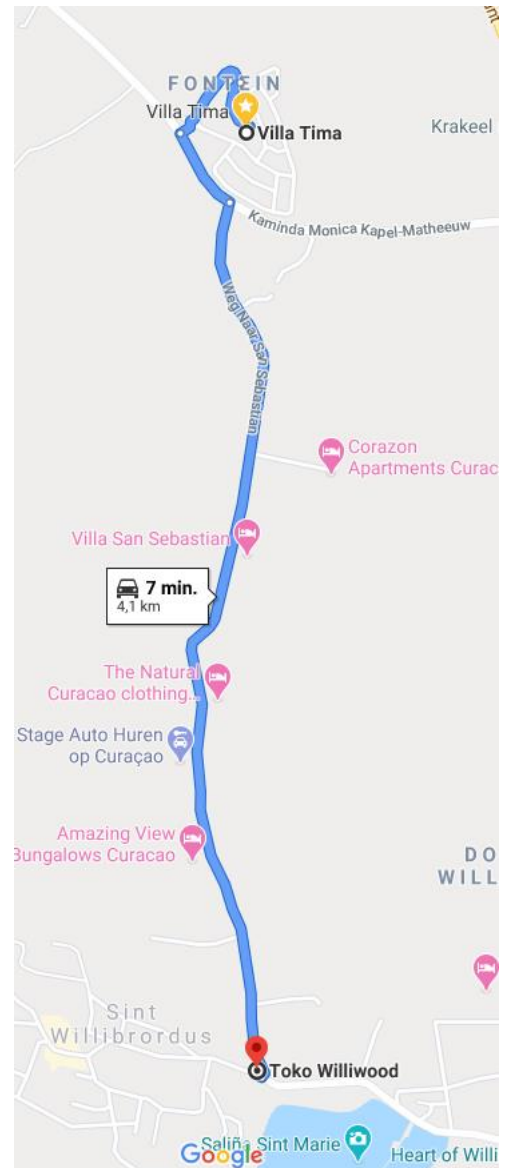 FONTEIN
Villa Tima
Villa Tima
Krakeel
Kaminda Monica Kapel-Matheeuw
Weg Naar San Sebastian
Corazon
Apartments Curac
Villa San Sebastian
7 min.
4,1 km
The Natural
Curacao clothing...
Stage Auto Huren
op Curaçao
Amazing View
Bungalows Curacao
DO
WILL
Sint
Willibrordus
Toko Williwood
Saliña Sint Marie
Google
Heart of Willi